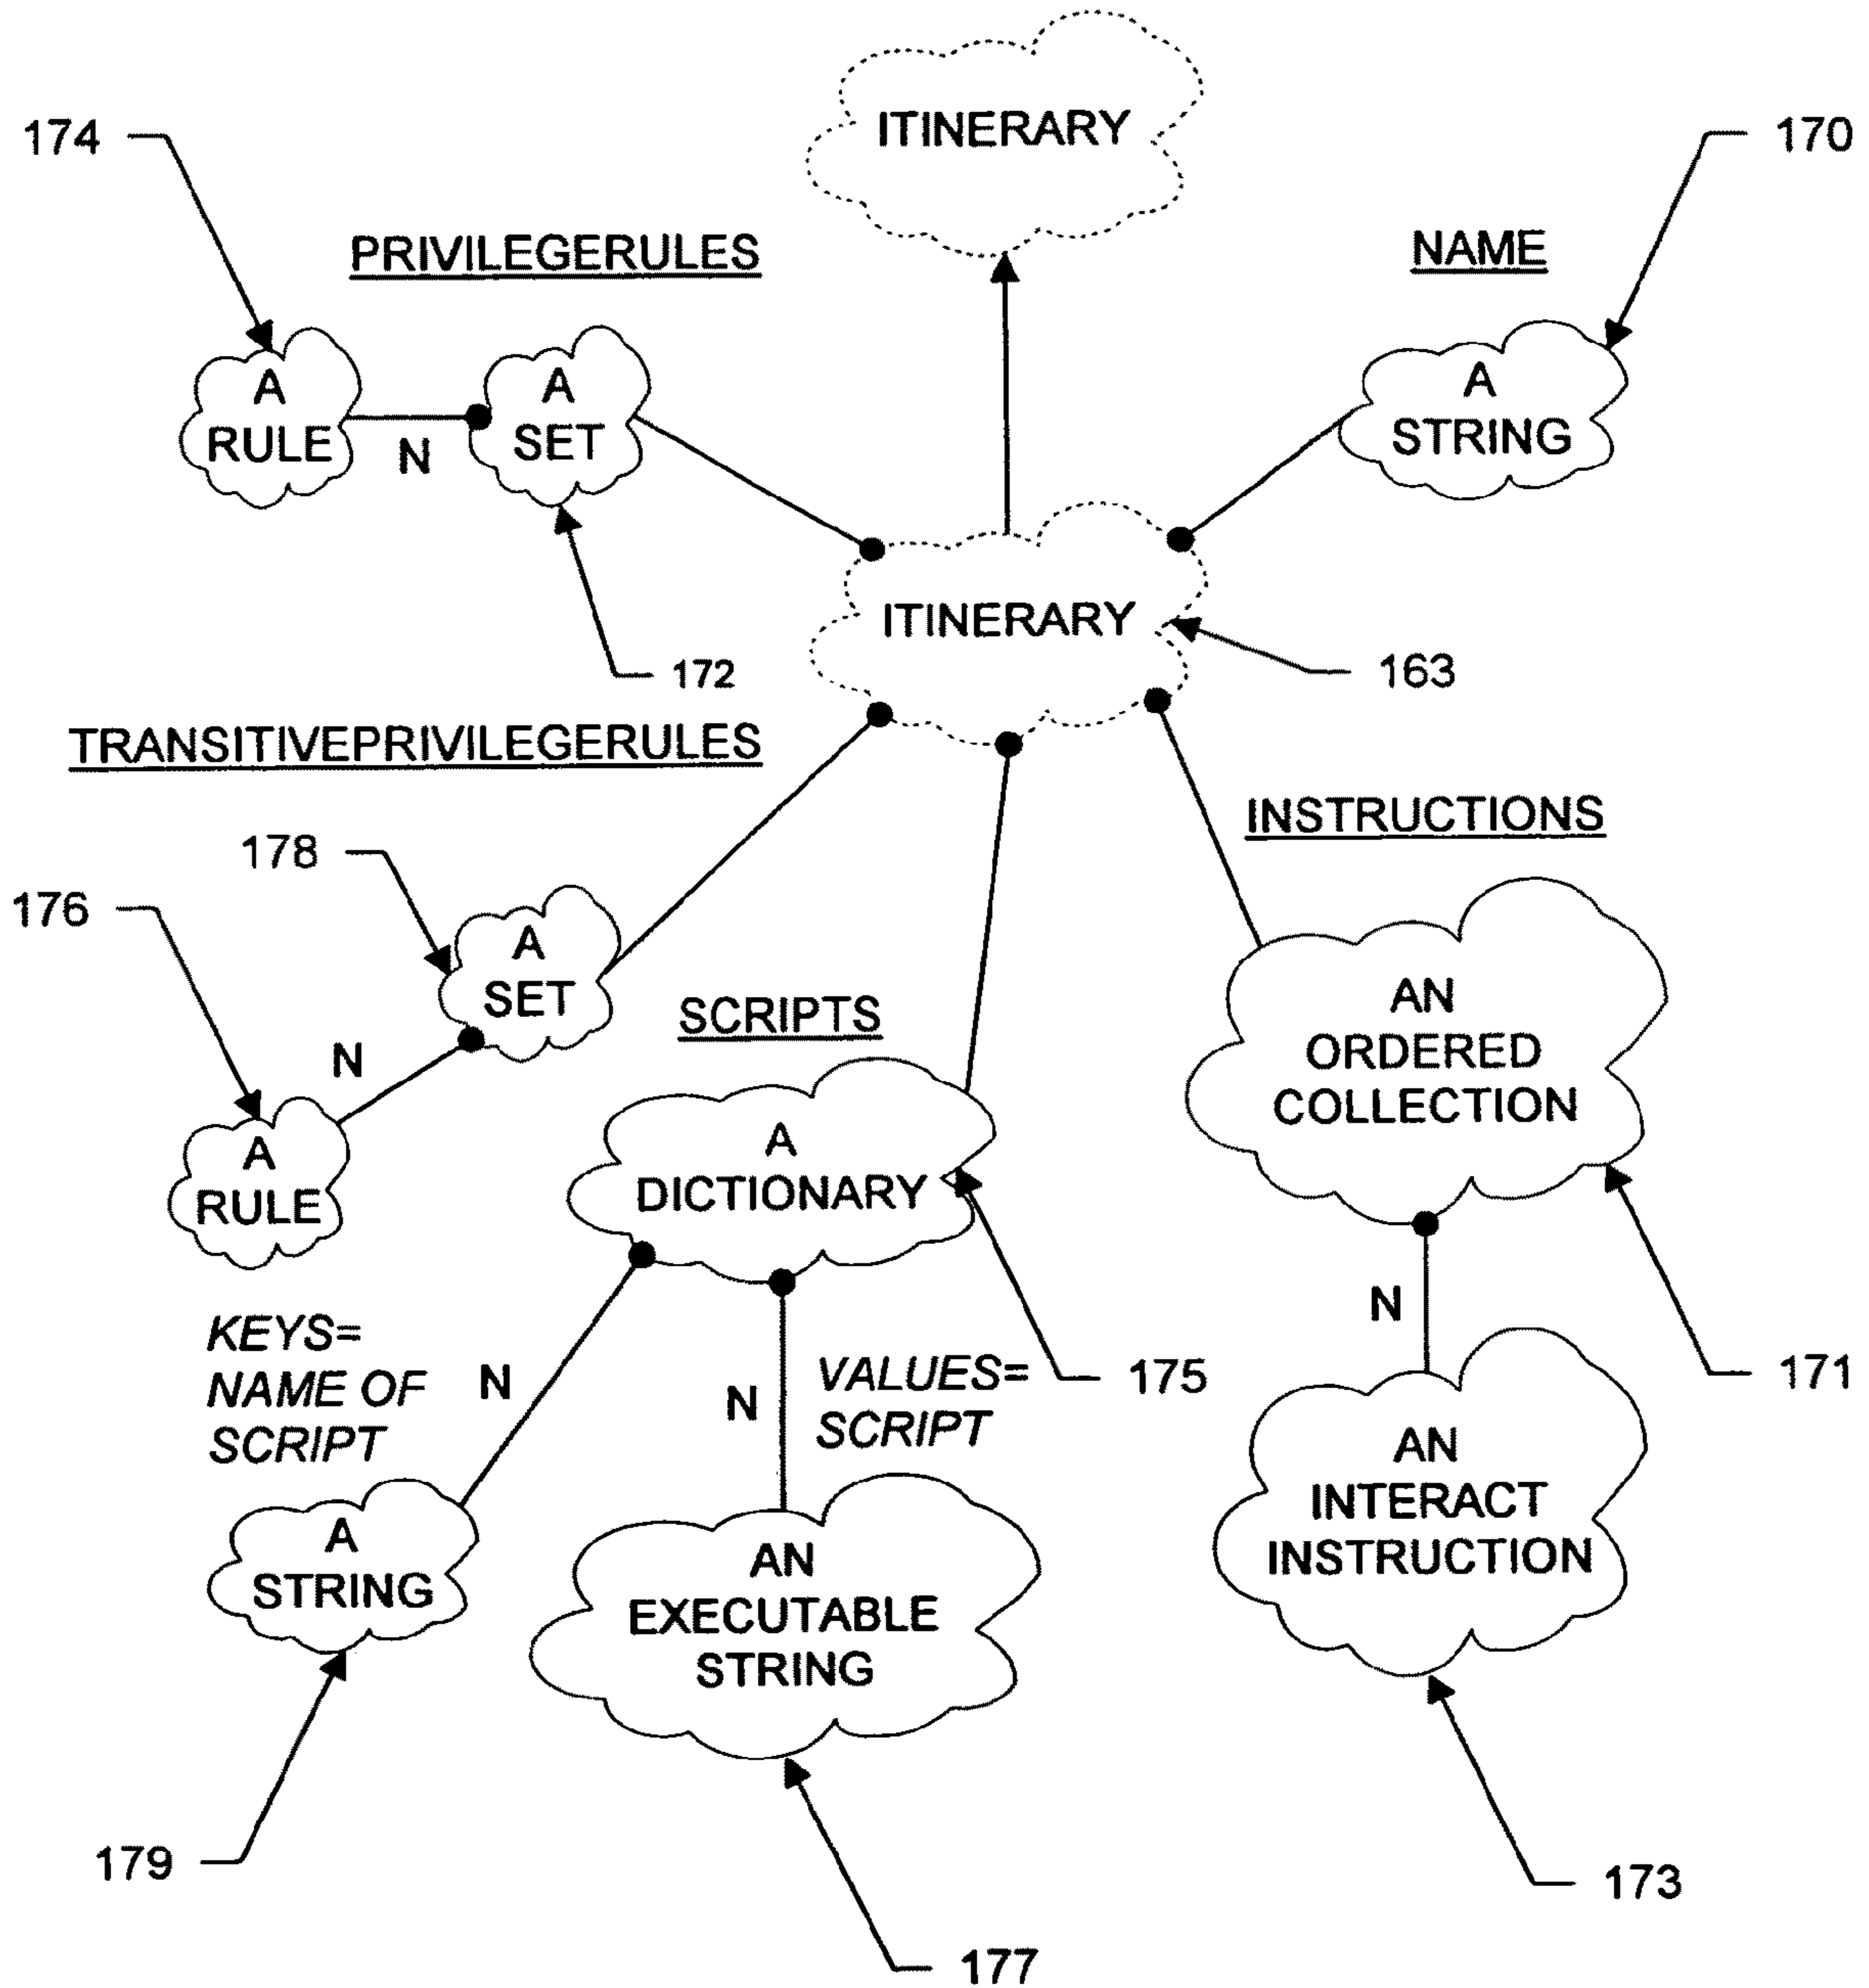 ITINERARY
174
170
PRIVILEGERULES
NAME
A
RULE
N
A
SET
A
STRING
ITINERARY
172
163
TRANSITIVEPRIVILEGERULES
INSTRUCTIONS
178
176
A
SET
N
SCRIPTS
AN
ORDERED
COLLECTION
A
RULE
A
DICTIONARY
KEYS=
NAME OF
SCRIPT
N
N
VALUES=
SCRIPT
175
N
171
A
STRING
AN
EXECUTABLE
STRING
AN
INTERACT
INSTRUCTION
179
173
177